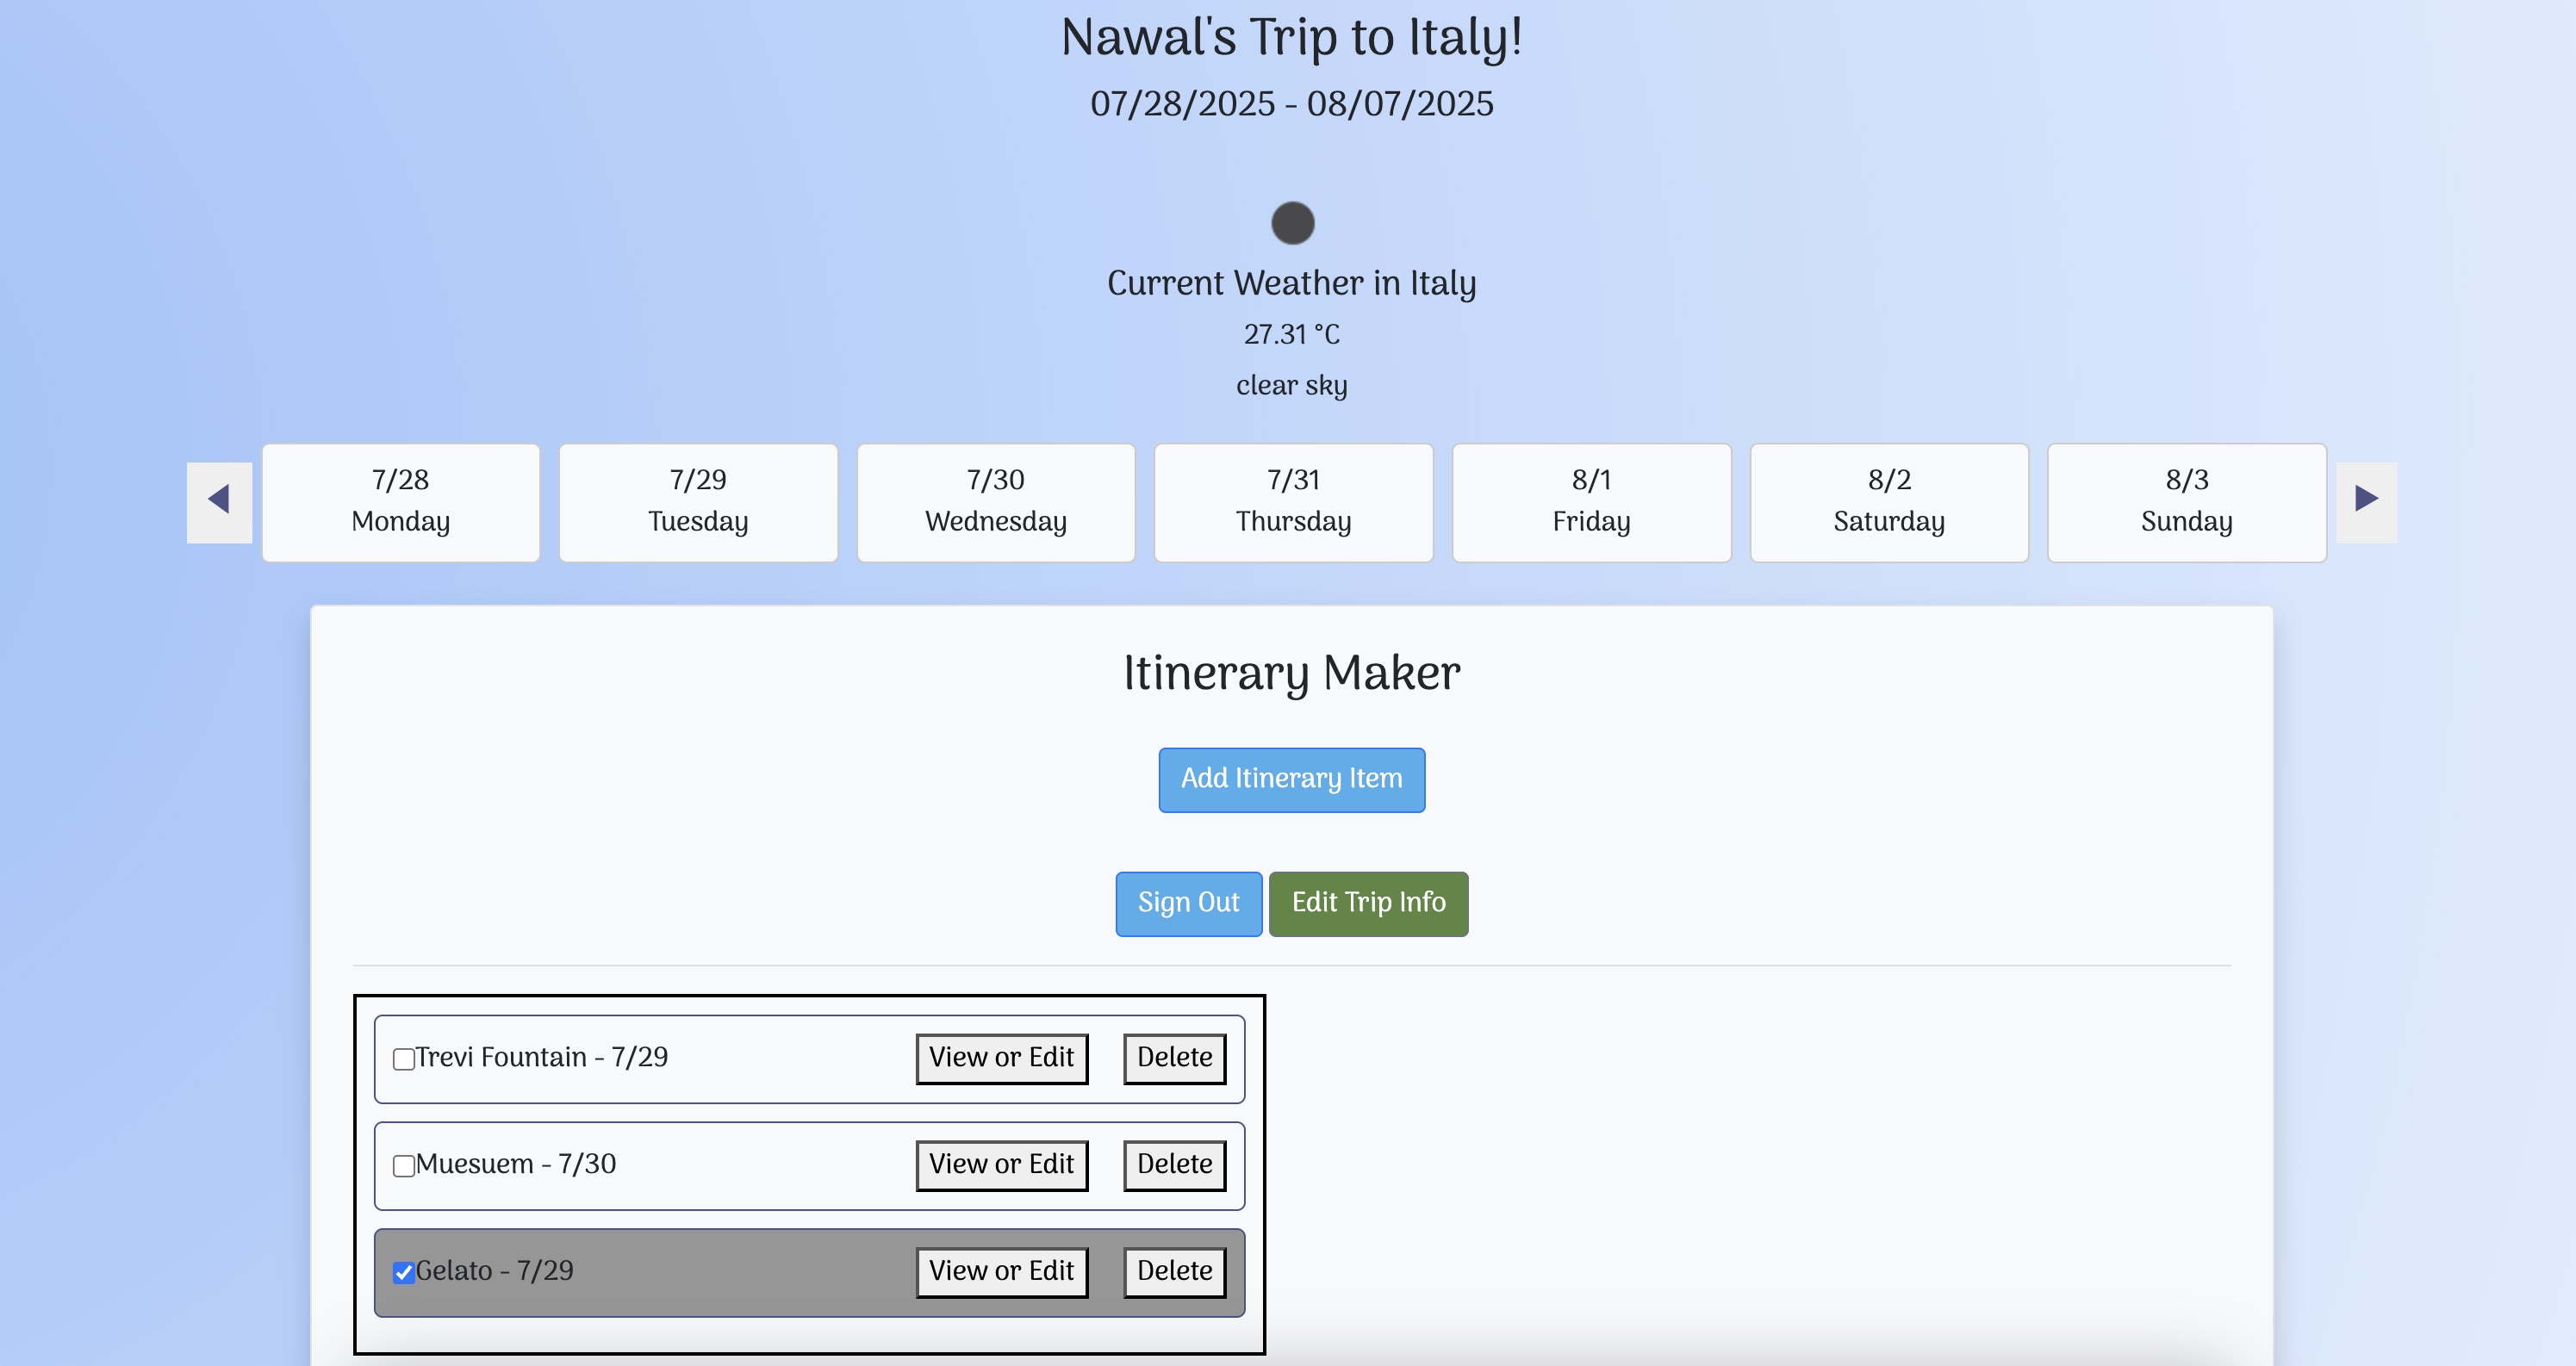 Nawal's Trip to Italy!
07/28/2025 - 08/07/2025
Current Weather in Italy
27.31 °C
clear sky
7/28
Monday
7/29
Tuesday
7/30
Wednesday
7/31
Thursday
8/1
Friday
8/2
Saturday
8/3
Sunday
Itinerary Maker
Add Itinerary Item
Sign Out Edit Trip Info
Trevi Fountain - 7/29 View or Edit Delete
Muesuem - 7/30 View or Edit Delete
Gelato - 7/29 View or Edit Delete